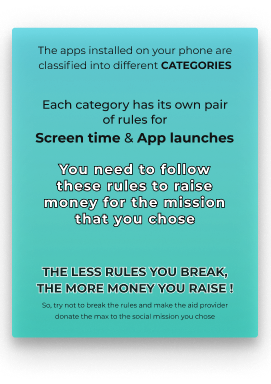 The apps installed on your phone are
classified into different CATEGORIES
Each category has its own pair
of rules for
Screen time & App launches
You need to follow
these rules to raise
money for the mission
that you chose
THE LESS RULES YOU BREAK,
THE MORE MONEY YOU RAISE !
So, try not to break the rules and make the aid provider
donate the max to the social mission you chose